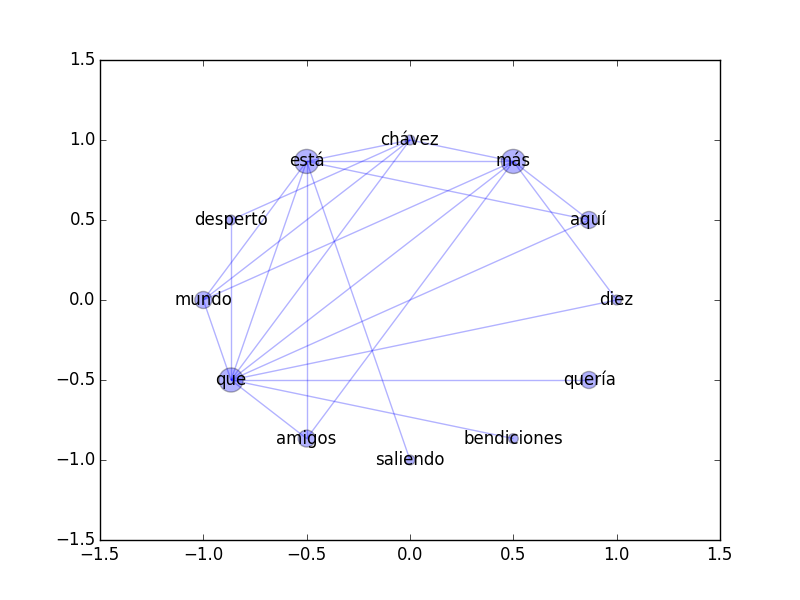 1.5
chávez
1.0
está más
despertó aquí
0.5
mundo diez
0.0
que quería
−0.5
amigos bendiciones
saliendo
−1.0
−1.5
−1.5 −1.0 −0.5 0.0 0.5 1.0 1.5